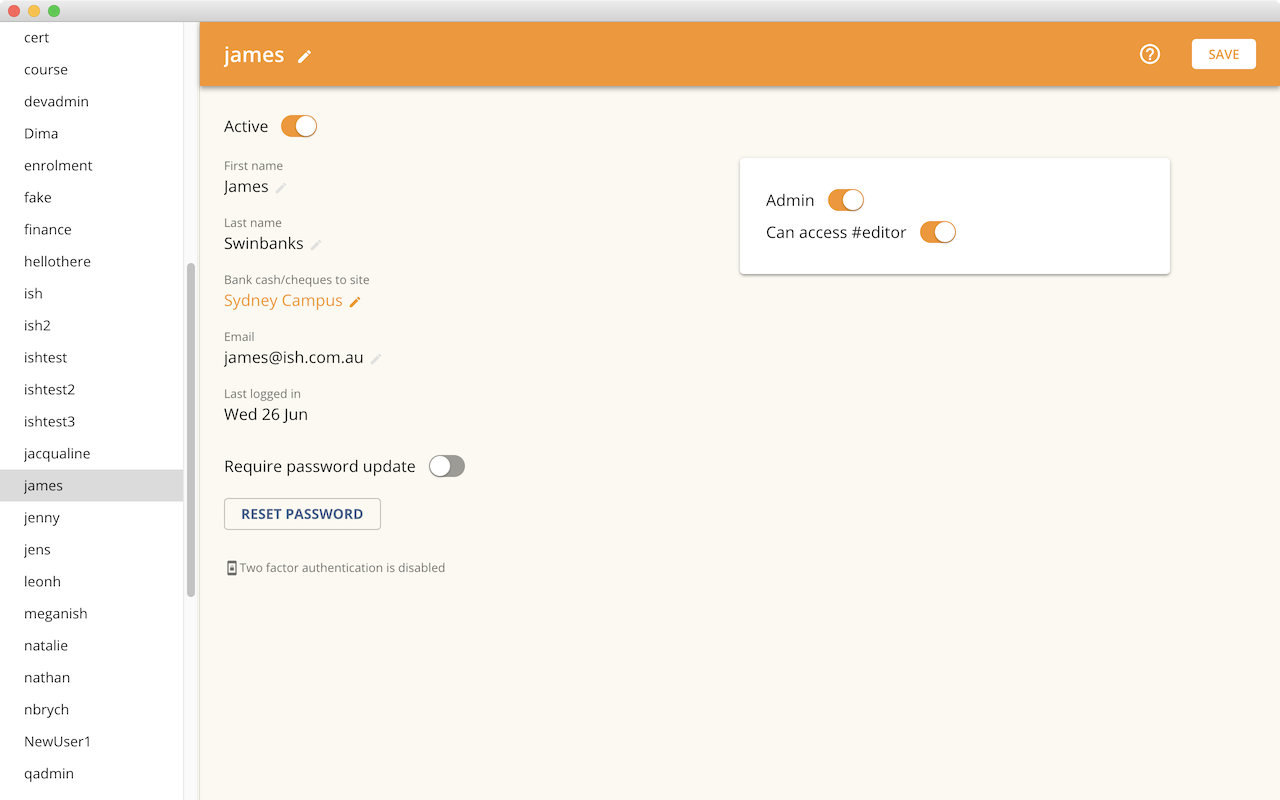 cert
course
devadmin
Dima
enrolment
fake
finance
hellothere
ish
ish2
ishtest
ishtest2
ishtest3
jacqualine
james
jenny
jens
leonh
meganish
natalie
nathan
nbrych
NewUser1
qadmin
james
SAVE
Active
First name
James
Last name
Swinbanks
Bank cash/cheques to site
Sydney Campus
Email
james@ish.com.au
Last logged in
Wed 26 Jun
Require password update
RESET PASSWORD
Two factor authentication is disabled
Admin
Can access #editor